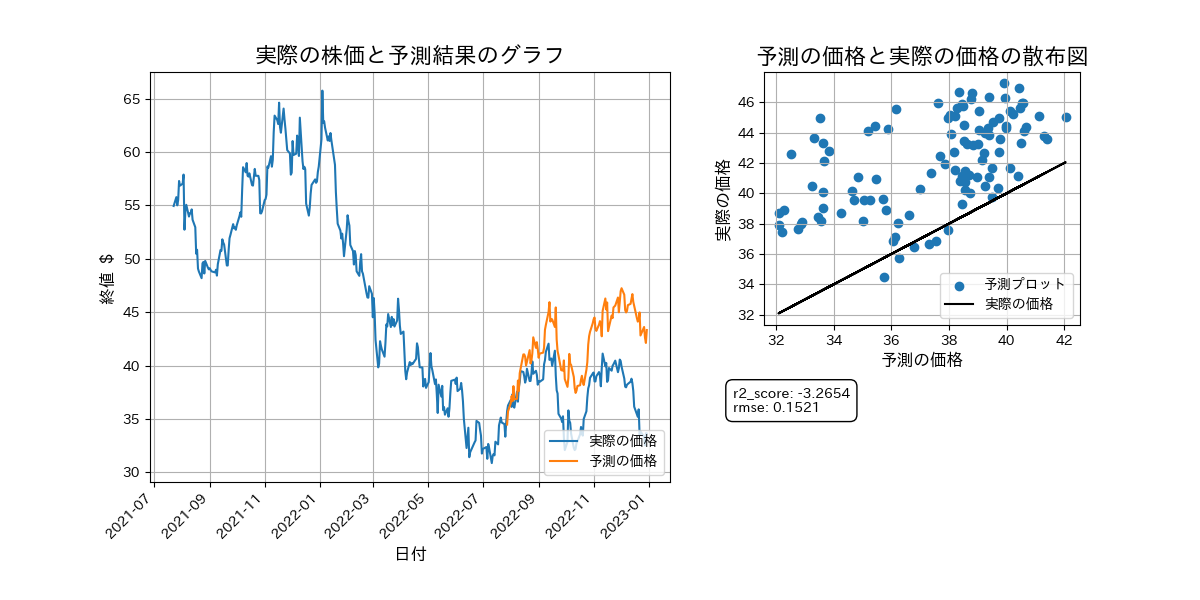 実際の株価と予測結果のグラフ
65
60
55
50
45
40
35
30
終値 $
2021-07
2021-09
2021-11
2022-01
2022-03
2022-05
2022-07
2022-09
2022-11
2023-01
日付
実際の価格
予測の価格
予測の価格と実際の価格の散布図
46
44
42
40
38
36
34
32
実際の価格
32
34
36
38
40
42
予測の価格
予測プロット
実際の価格
r2_score: -3.2654
rmse: 0.1521